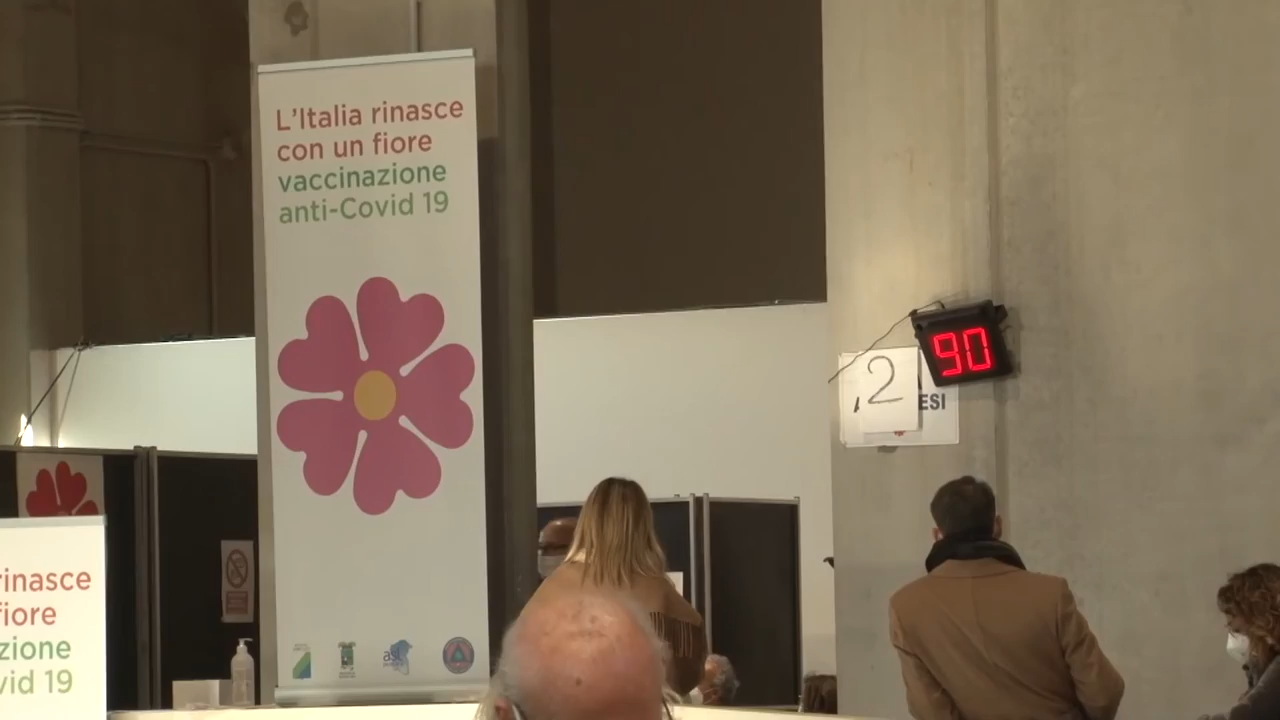 L'Italia rinasce
con un fiore
vaccinazione
anti-Covid 19
90
,2
ESI
rinasce
fiore
zione
vid 19